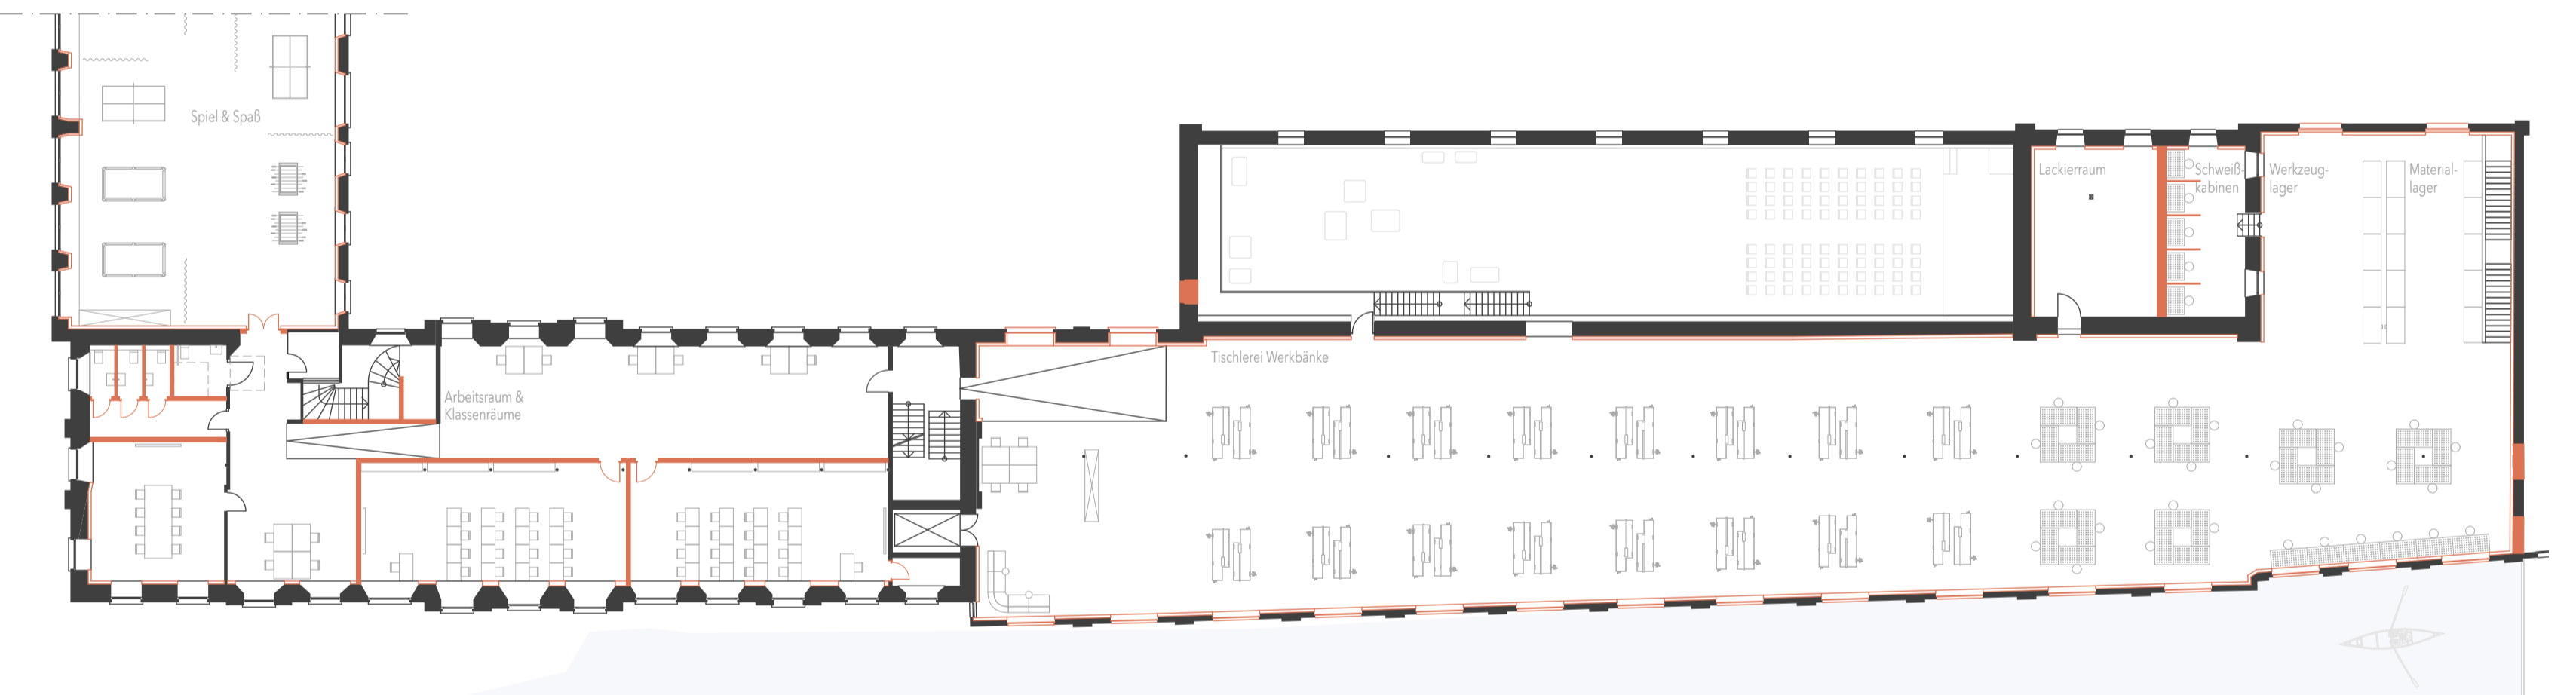 Spiel & Spaß
Arbeitsraum &
Klassenräume
Tischlerei Werkbänke
Lackierraum
Schweiß-
kabinen
Werkzeug-
lager
Material-
lager